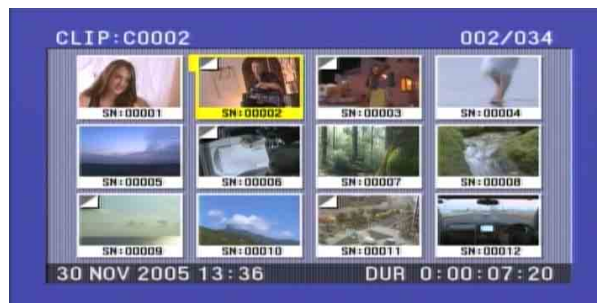 CLIP:C0002 002/034
SN:00001 SN:00002 SN:00003 SN:00004
SN:00005 SN:00006 SN:00007 SN:00008
SN:00009 SN:00010 SN:00011 SN:00012
30 NOV 2005 13:36 DUR 0:00:07:20